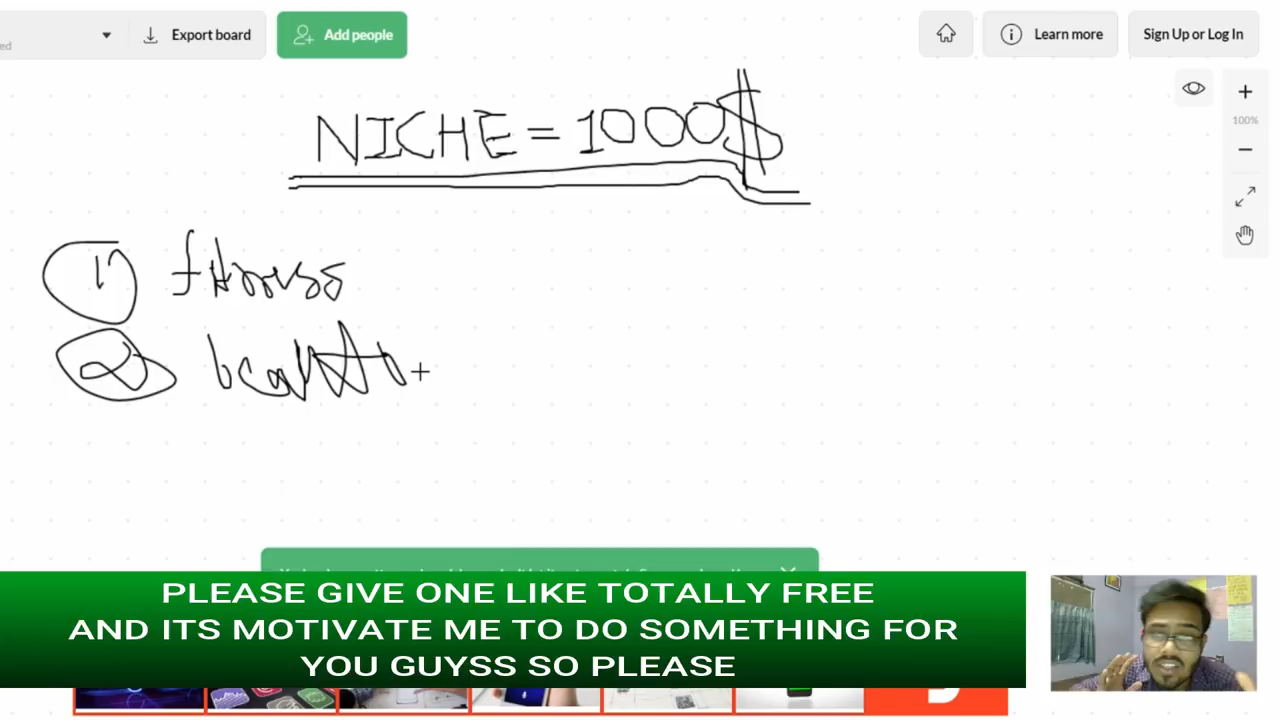 Export board
Add people
Learn more
Sign Up or Log In
100%
NICHE = 1000$
1 fitness
2
PLEASE GIVE ONE LIKE TOTALLY FREE
AND ITS MOTIVATE ME TO DO SOMETHING FOR
YOU GUYSS SO PLEASE